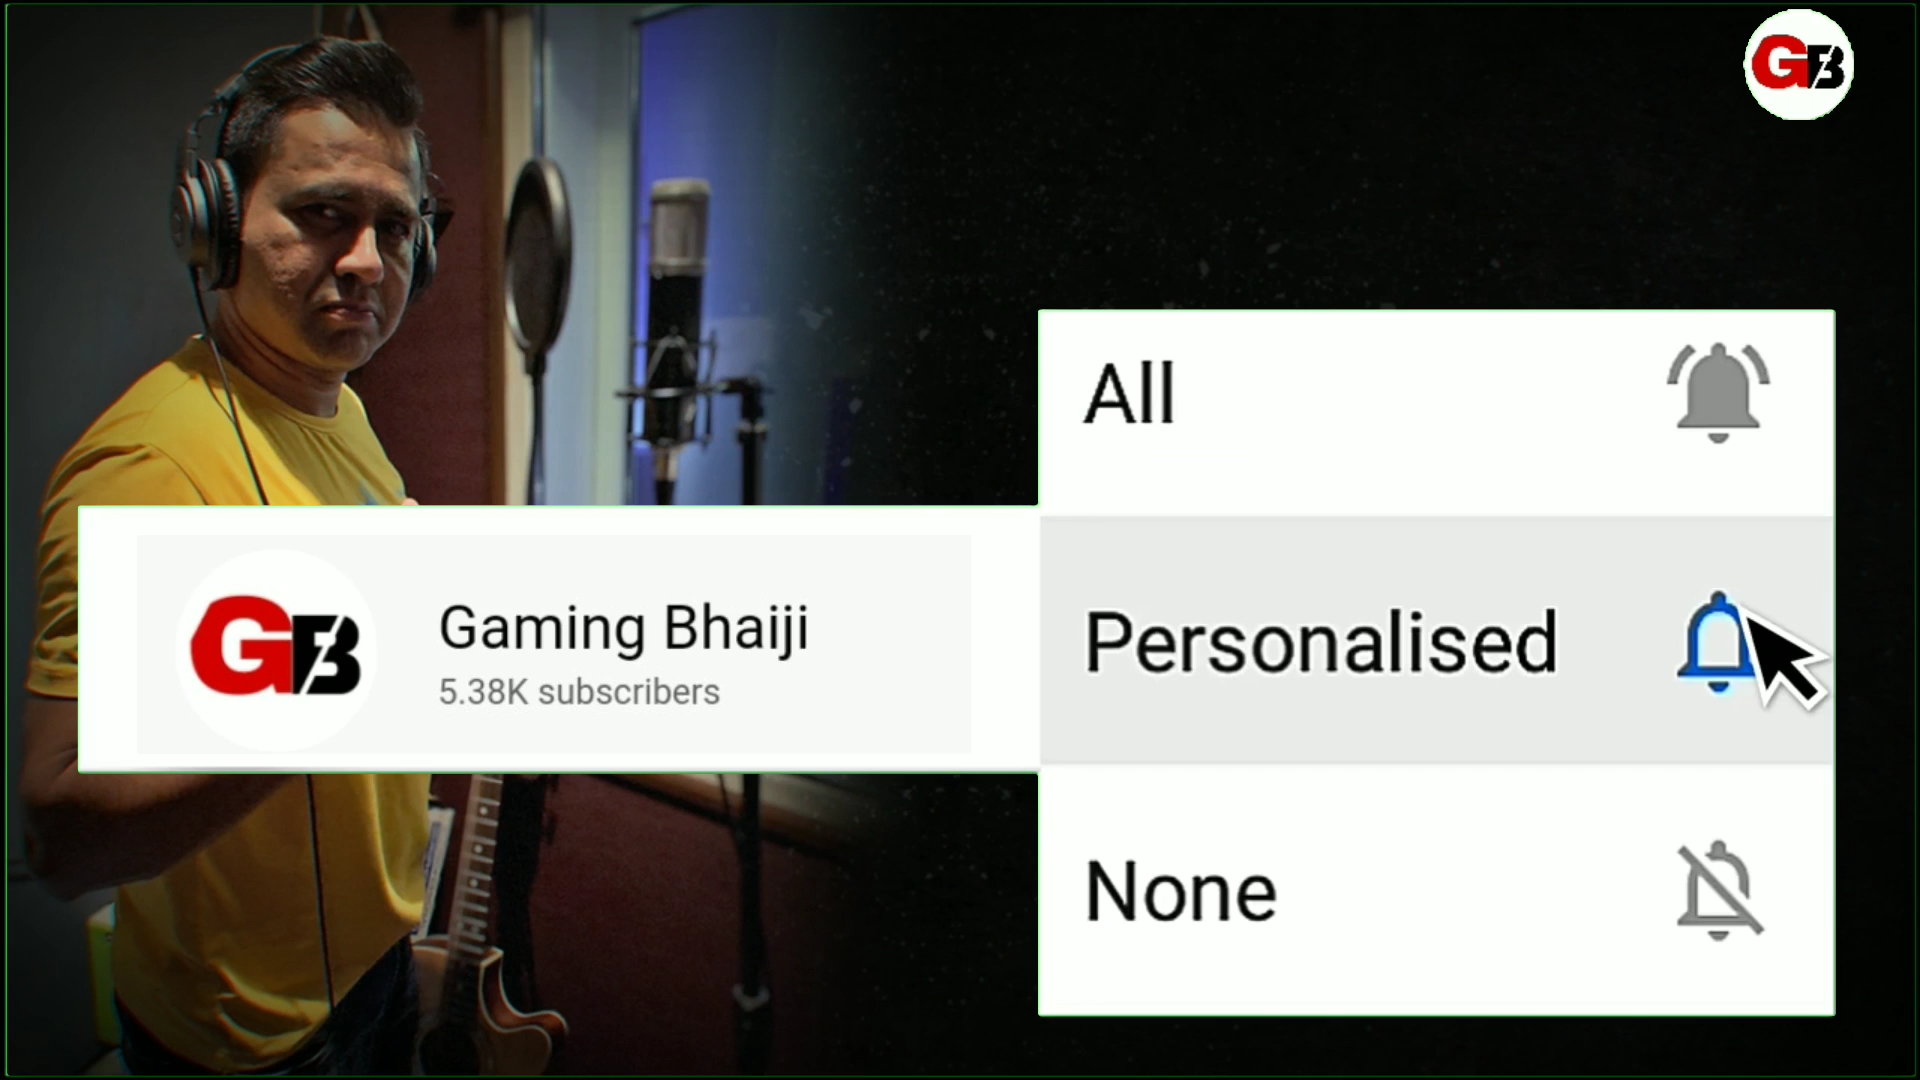 GB
All
GB
Gaming Bhaiji
5.38K subscribers
Personalised
None